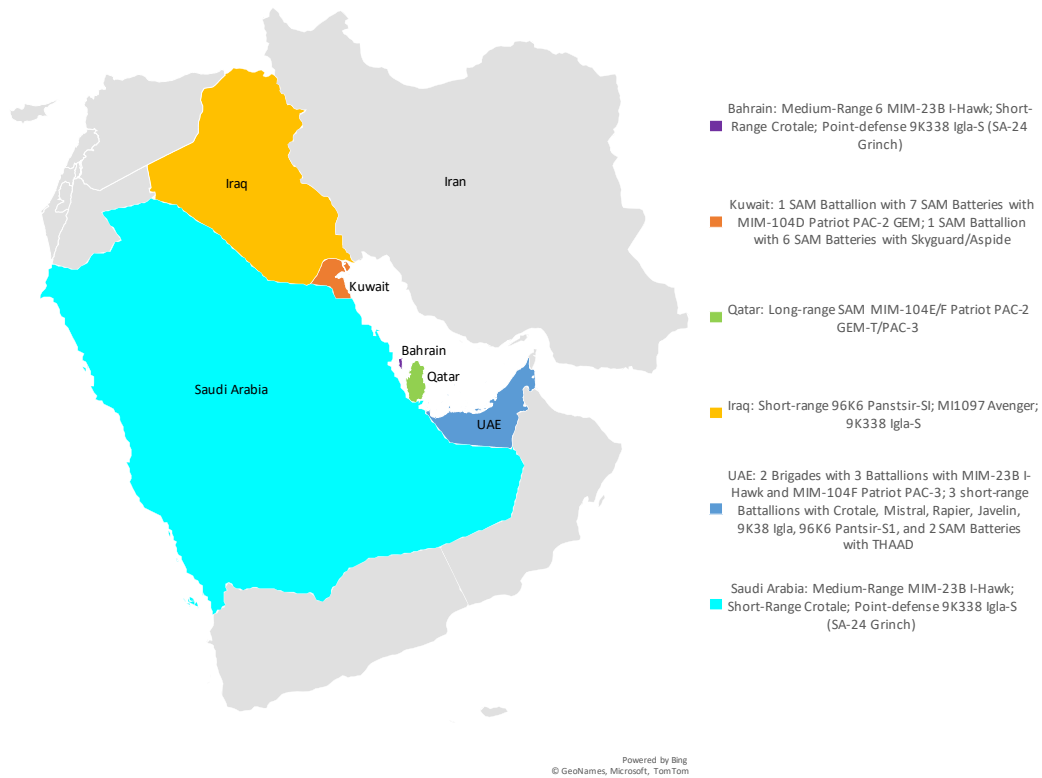 Iraq
Iran
Kuwait
Bahrain
Qatar
Saudi Arabia
UAE
Bahrain: Medium-Range 6 MIM-23B I-Hawk; Short-
Range Crotale; Point-defense 9K338 Igla-S (SA-24
Grinch)
Kuwait: 1 SAM Battallion with 7 SAM Batteries with
MIM-104D Patriot PAC-2 GEM; 1 SAM Battallion
with 6 SAM Batteries with Skyguard/Aspide
Qatar: Long-range SAM MIM-104E/F Patriot PAC-2
GEM-T/PAC-3
Iraq: Short-range 96K6 Panstsir-SI; MI1097 Avenger;
9K338 Igla-S
UAE: 2 Brigades with 3 Battallions with MIM-23B I-
Hawk and MIM-104F Patriot PAC-3; 3 short-range
Battallions with Crotale, Mistral, Rapier, Javelin,
9K38 Igla, 96K6 Pantsir-S1, and 2 SAM Batteries
with THAAD
Saudi Arabia: Medium-Range MIM-23B I-Hawk;
Short-Range Crotale; Point-defense 9K338 Igla-S
(SA-24 Grinch)
Powered by Bing
© GeoNames, Microsoft, TomTom